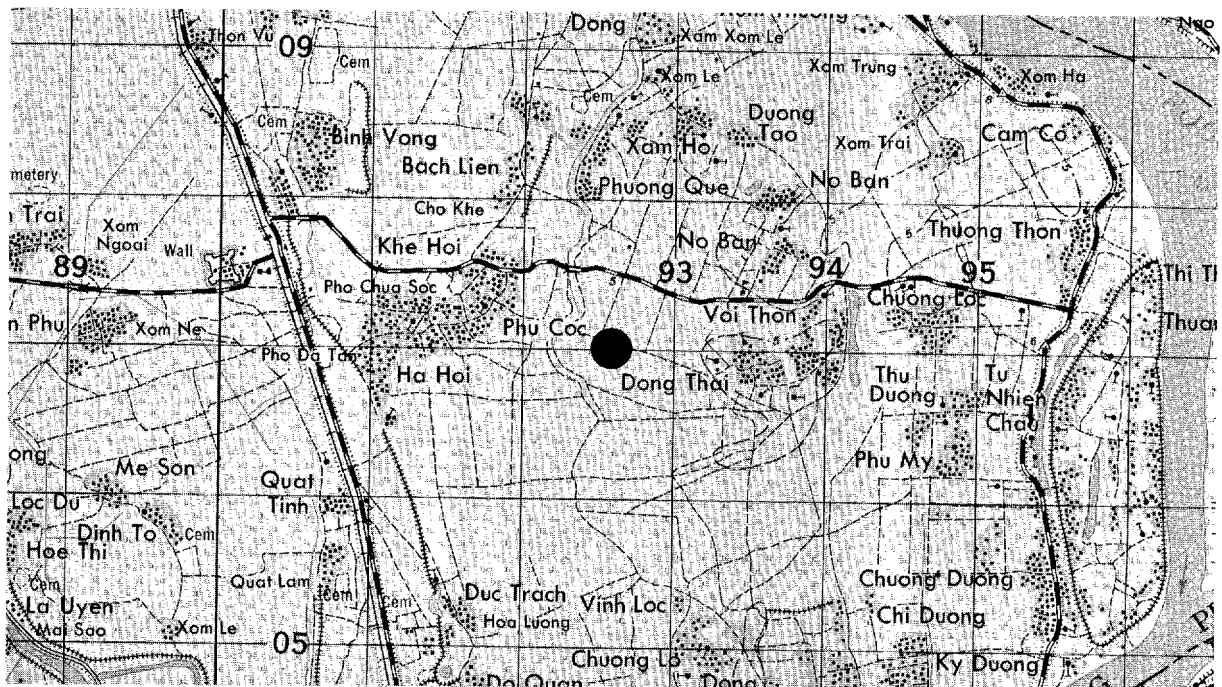 Dong
Thon Vu
09
Xam Xom Le
Cem
Xom Le
Xom Trung
Xom Ha
Cem
Duong
Tao
Cem
Binh Vong
Xam Ho
Xom Trai
Cam Co
Bach Lien
metery
Phuong Que
No Ban
Cho Khe
Trai
Xom
Ngoai
Wall
Khe Hoi
No Ban
Thuong Thon
89
93
94
95
Thi Th
Pho Chua Soc
Chuong Loc
Voi Thon
n Phu
Xom Ne
Phu Coc
Thuan
Pho Da Tan
Ha Hoi
Dong Thai
Thu
Duong
Tu
Nhien
Chau
ong
Me Son
Quat
Tinh
Phu My
Loc Du
Dinh To
Cem
Hoe Thi
Quat Lam
Cem
Cem
Cem
Duc Trach
Vinh Loc
Chuong Duong
La Uyen
Hoa Luong
Chi Duong
Mai Sao
Xom Le
05
Chuong Lo
Ky Duong
Do Quan
Dong